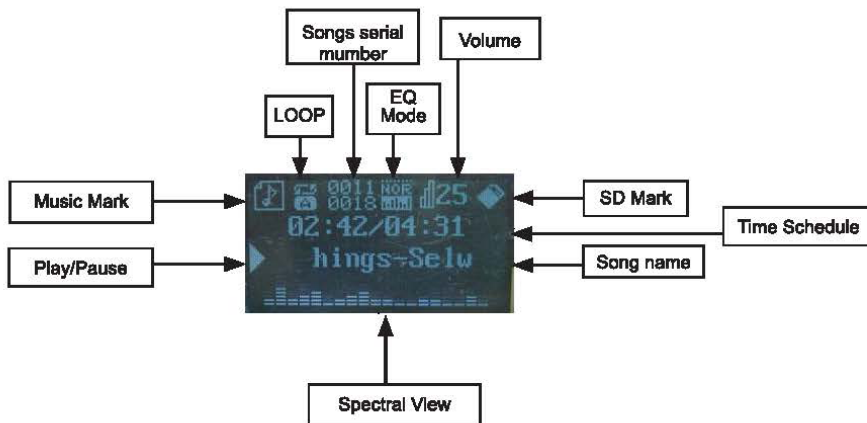 Songs serial
mumber
Volume
LOOP
EQ
Mode
Music Mark
SD Mark
Time Schedule
Play/Pause
Song name
0011
0018
NOR
25
02:42/04:31
hings~Selw
Spectral View